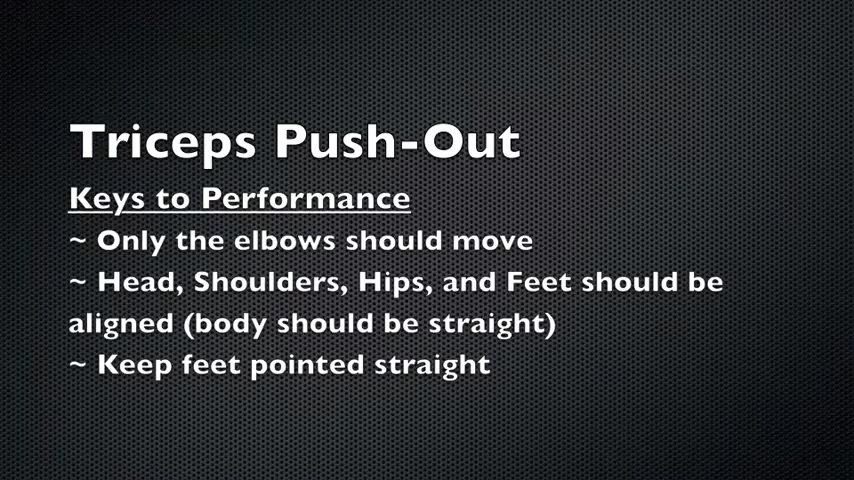 Triceps Push-Out
Keys to Performance
~ Only the elbows should move
~ Head, Shoulders, Hips, and Feet should be
aligned (body should be straight)
~ Keep feet pointed straight